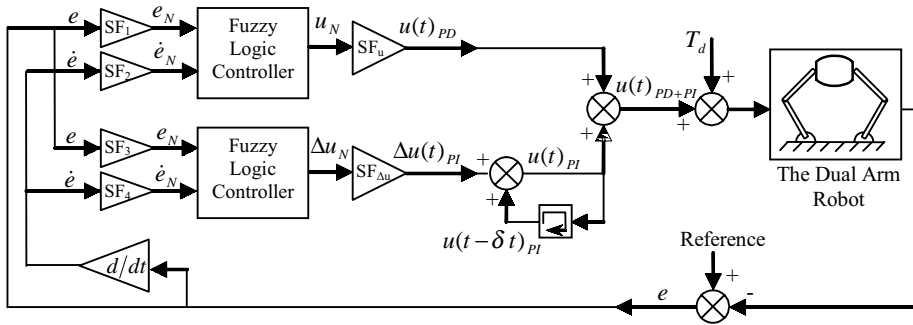 e SF₁ e_N Fuzzy Logic Controller u_N SF_u u(t)_PD
ė SF₂ ė_N
T_d
+
+ u(t)_PD+PI
+ +
e SF₃ e_N Fuzzy Logic Controller Δu_N SF_Δu Δu(t)_PI + u(t)_PI
ė SF₄ ė_N
+
u(t−δt)_PI
The Dual Arm
Robot
d/dt
Reference
+
e -